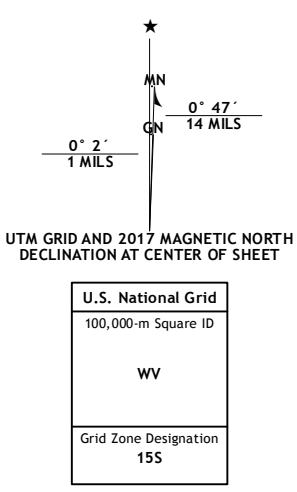 ★
MN
0° 47´
14 MILS
GN
0° 2´
1 MILS
UTM GRID AND 2017 MAGNETIC NORTH
DECLINATION AT CENTER OF SHEET
U.S. National Grid
100,000-m Square ID
WV
Grid Zone Designation
15S